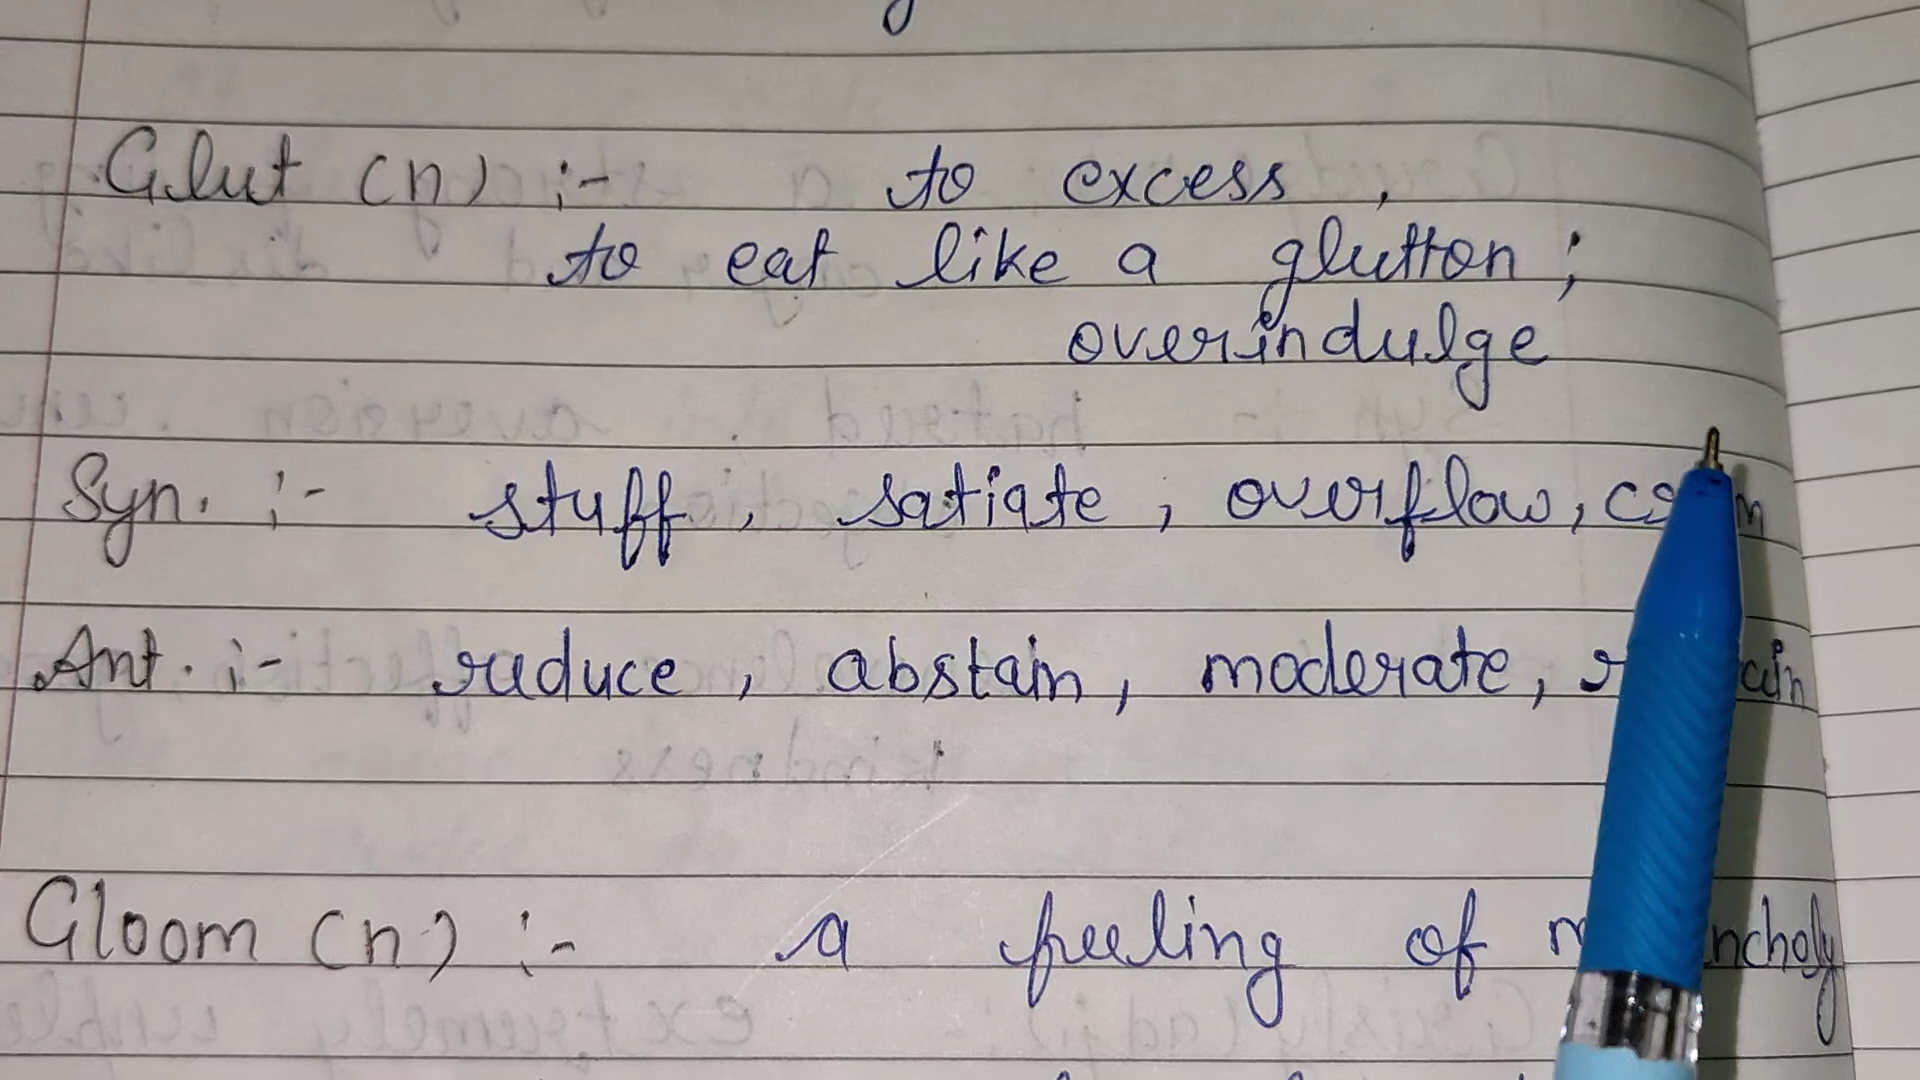 Glut (n) :- to excess,
to eat like a glutton;
overindulge
Syn. :- stuff, satiate, overflow,
Ant. :- reduce, abstain, moderate,
Gloom (n) :- a feeling of